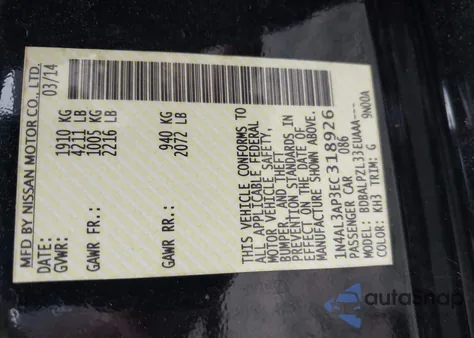 MFD BY NISSAN MOTOR CO., LTD.
DATE: 03/14
GVWR: 1910 KG
4211 LB
GAWR FR.: 1005 KG
2216 LB
GAWR RR.: 940 KG
2072 LB
THIS VEHICLE CONFORMS TO
ALL APPLICABLE FEDERAL
MOTOR VEHICLE SAFETY,
BUMPER, AND THEFT
PREVENTION STANDARDS IN
EFFECT ON THE DATE OF
MANUFACTURE SHOWN ABOVE.
1N4AL3AP3EC318926
PASSENGER CAR 086
MODEL: BDBALPZL33EUAAA---
COLOR: KH3 TRIM: G 9000A
autosnap